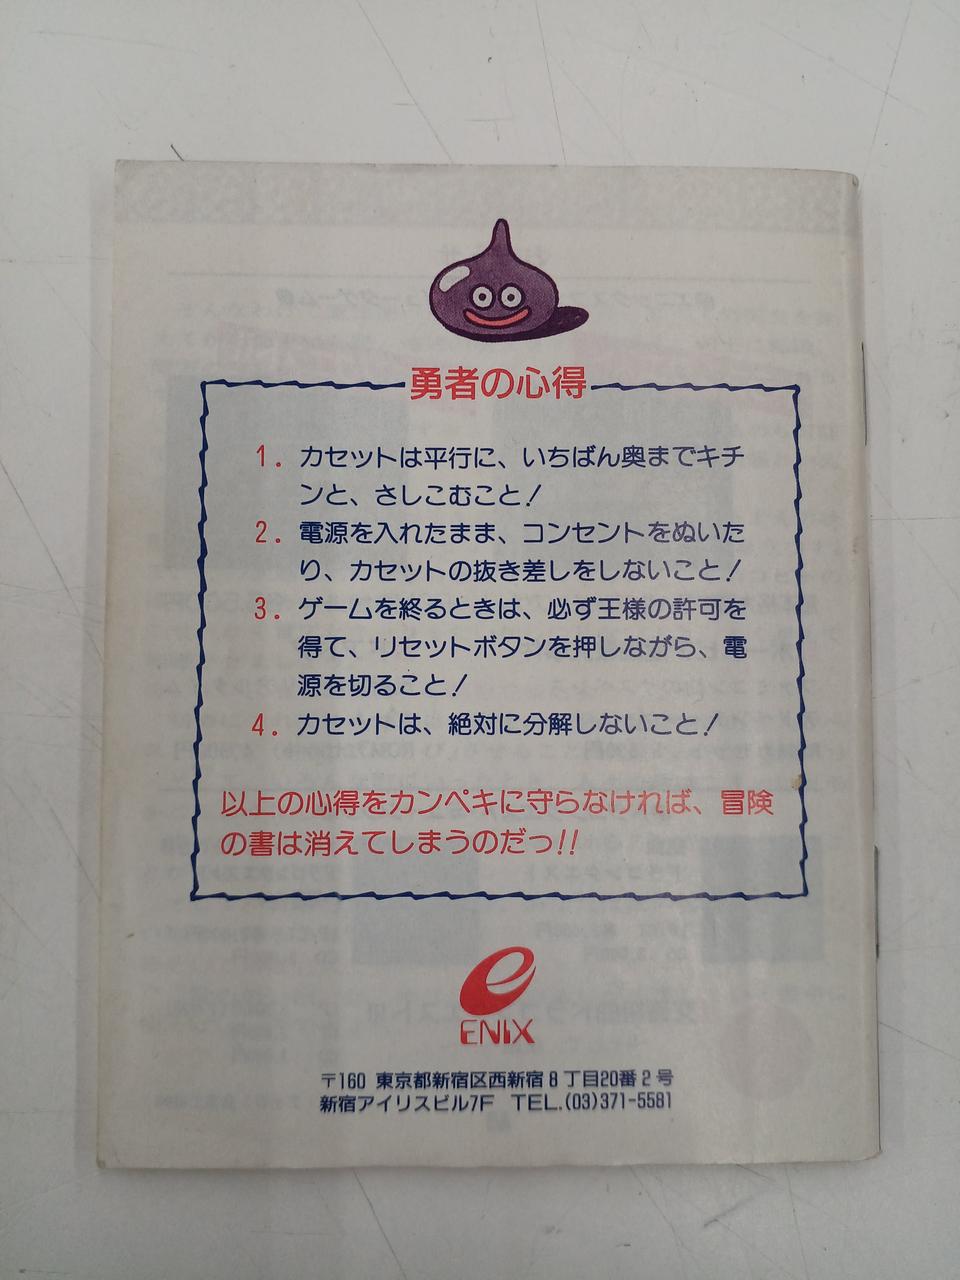 勇者の心得
1. カセットは平行に、いちばん奥までキチ
ンと、さしこむこと!
2. 電源を入れたまま、コンセントをぬいた
り、カセットの抜き差しをしないこと!
3. ゲームを終るときは、必ず王様の許可を
得て、リセットボタンを押しながら、電
源を切ること!
4. カセットは、絶対に分解しないこと!
以上の心得をカンペキに守らなければ、冒険
の書は消えてしまうのだっ!!
ENIX
〒160 東京都新宿区西新宿8丁目20番2号
新宿アイリスビル7F TEL.(03)371-5581